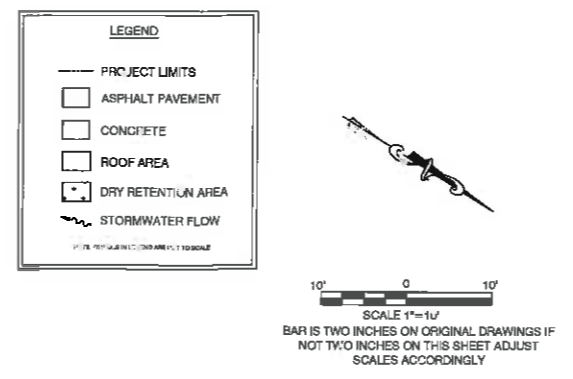 LEGEND
PROJECT LIMITS
ASPHALT PAVEMENT
CONCRETE
ROOF AREA
DRY RETENTION AREA
STORMWATER FLOW
10' 0 10'
SCALE 1"=10'
BAR IS TWO INCHES ON ORIGINAL DRAWINGS IF
NOT TWO INCHES ON THIS SHEET ADJUST
SCALES ACCORDINGLY